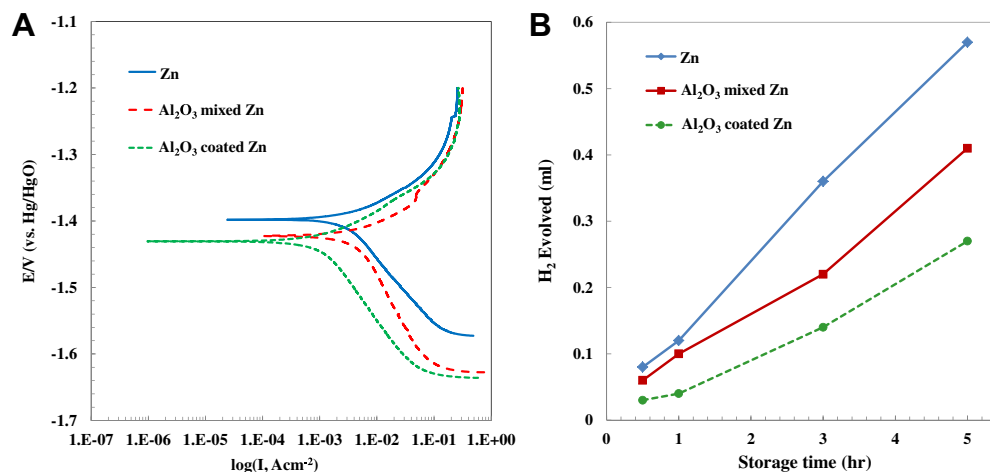 A
E/V (vs. Hg/HgO)
-1.1
-1.2
-1.3
-1.4
-1.5
-1.6
-1.7
Zn
Al₂O₃ mixed Zn
Al₂O₃ coated Zn
1.E-07 1.E-06 1.E-05 1.E-04 1.E-03 1.E-02 1.E-01 1.E+00
log(I, Acm⁻²)
B
H₂ Evolved (ml)
0.6
0.5
0.4
0.3
0.2
0.1
0
Zn
Al₂O₃ mixed Zn
Al₂O₃ coated Zn
0 1 2 3 4 5
Storage time (hr)